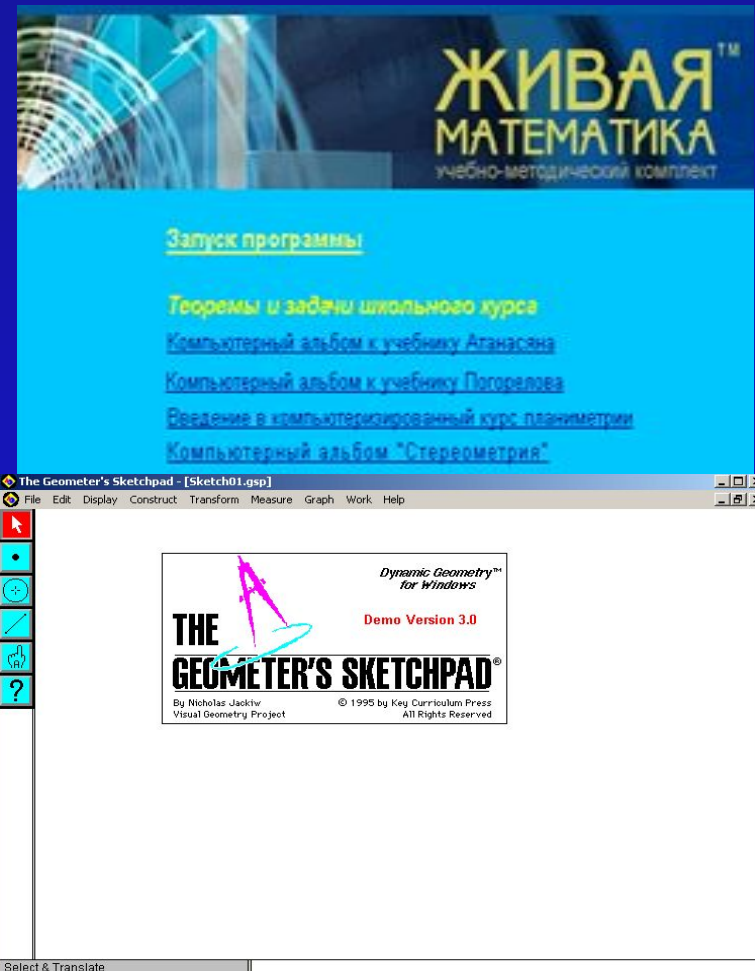 ЖИВАЯ™
МАТЕМАТИКА
учебно-методический комплект
Запуск программы
Теоремы и задачи школьного курса
Компьютерный альбом к учебнику Атанасяна
Компьютерный альбом к учебнику Погорелова
Введение в компьютеризированный курс планиметрии
Компьютерный альбом "Стереометрия"
The Geometer's Sketchpad - [Sketch01.gsp]
File Edit Display Construct Transform Measure Graph Work Help
Dynamic Geometry™
for Windows
Demo Version 3.0
THE
GEOMETER'S SKETCHPAD®
By Nicholas Jackiw
Visual Geometry Project
© 1995 by Key Curriculum Press
All Rights Reserved
A
?
Select & Translate